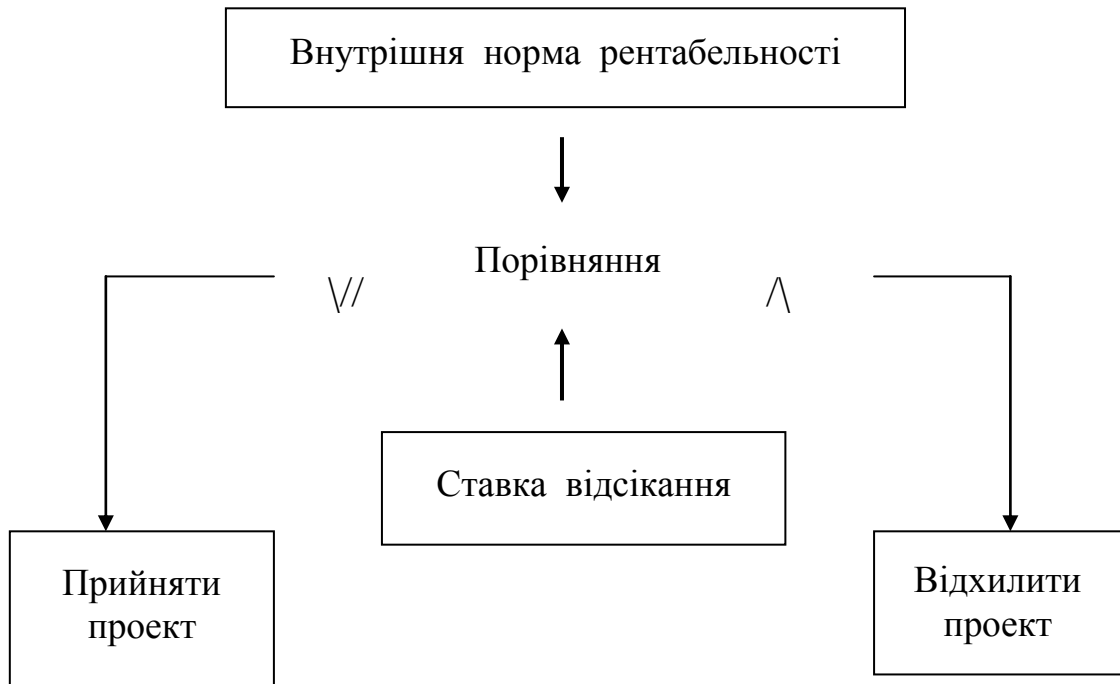 Внутрішня норма рентабельності
Порівняння
\// /\
Ставка відсікання
Прийняти
проект
Відхилити
проект